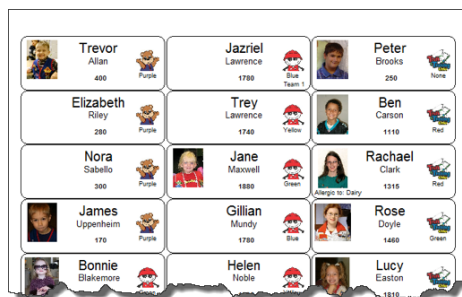 Trevor
Allan
400
Purple
Jazriel
Lawrence
1780
Blue
Team 1
Peter
Brooks
250
None
Elizabeth
Riley
280
Purple
Trey
Lawrence
1740
Yellow
Ben
Carson
1110
Red
Nora
Sabello
300
Purple
Jane
Maxwell
1880
Green
Rachael
Clark
1315
Red
Allergic to: Dairy
James
Uppenheim
170
Purple
Gillian
Mundy
1780
Blue
Rose
Doyle
1460
Green
Bonnie
Blakemore
Helen
Noble
Lucy
Easton
1810